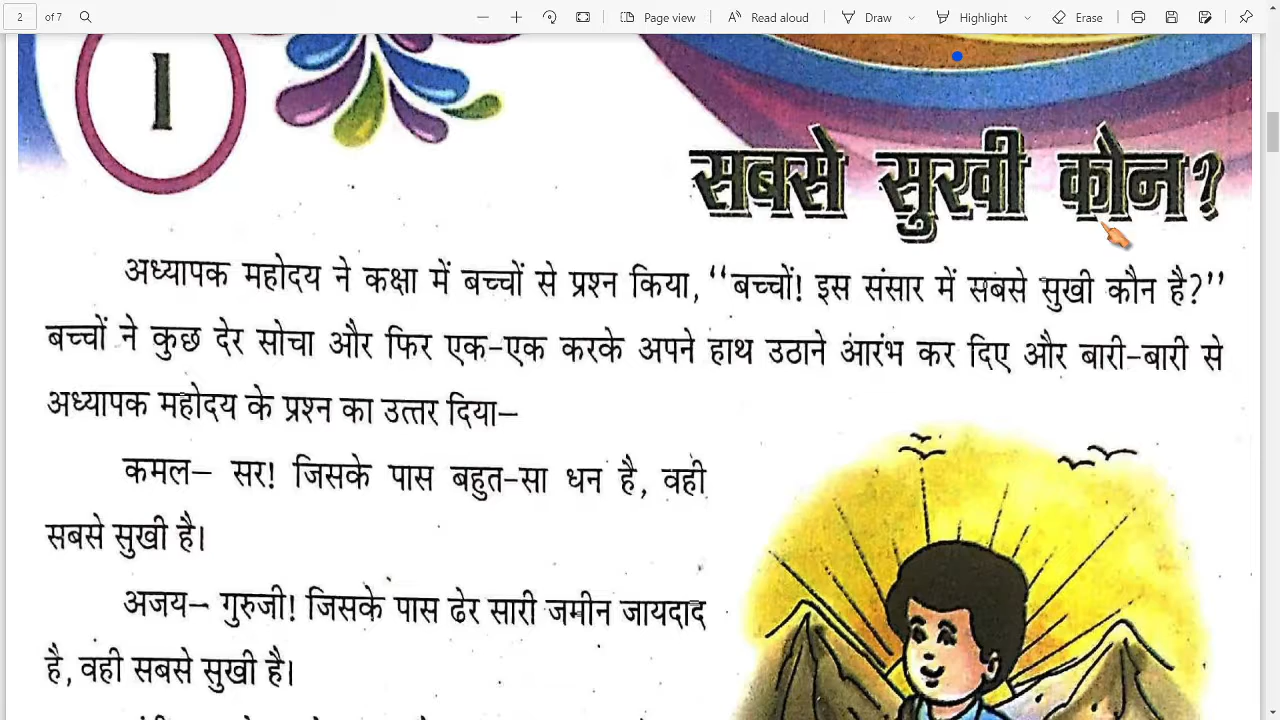 2 of 7 Page view Read aloud Draw Highlight Erase
1
सबसे सुखी कौन?
अध्यापक महोदय ने कक्षा में बच्चों से प्रश्न किया, “बच्चों! इस संसार में सबसे सुखी कौन है?”
बच्चों ने कुछ देर सोचा और फिर एक-एक करके अपने हाथ उठाने आरंभ कर दिए और बारी-बारी से
अध्यापक महोदय के प्रश्न का उत्तर दिया–
कमल– सर! जिसके पास बहुत-सा धन है, वही
सबसे सुखी है।
अजय– गुरुजी! जिसके पास ढेर सारी जमीन जायदाद
है, वही सबसे सुखी है।